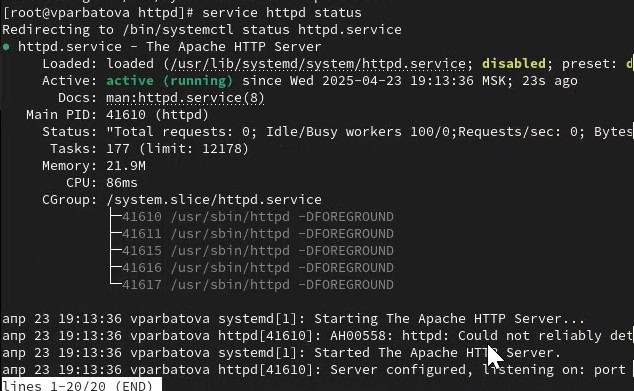 [root@vparbatova httpd]# service httpd status
Redirecting to /bin/systemctl status httpd.service
● httpd.service - The Apache HTTP Server
Loaded: loaded (/usr/lib/systemd/system/httpd.service; disabled; preset: d
Active: active (running) since Wed 2025-04-23 19:13:36 MSK; 23s ago
Docs: man:httpd.service(8)
Main PID: 41610 (httpd)
Status: "Total requests: 0; Idle/Busy workers 100/0;Requests/sec: 0; Bytes
Tasks: 177 (limit: 12178)
Memory: 21.9M
CPU: 86ms
CGroup: /system.slice/httpd.service
├─41610 /usr/sbin/httpd -DFOREGROUND
├─41611 /usr/sbin/httpd -DFOREGROUND
├─41615 /usr/sbin/httpd -DFOREGROUND
├─41616 /usr/sbin/httpd -DFOREGROUND
└─41617 /usr/sbin/httpd -DFOREGROUND
апр 23 19:13:36 vparbatova systemd[1]: Starting The Apache HTTP Server...
апр 23 19:13:36 vparbatova httpd[41610]: AH00558: httpd: Could not reliably det
апр 23 19:13:36 vparbatova systemd[1]: Started The Apache HTTP Server.
апр 23 19:13:36 vparbatova httpd[41610]: Server configured, listening on: port
lines 1-20/20 (END)